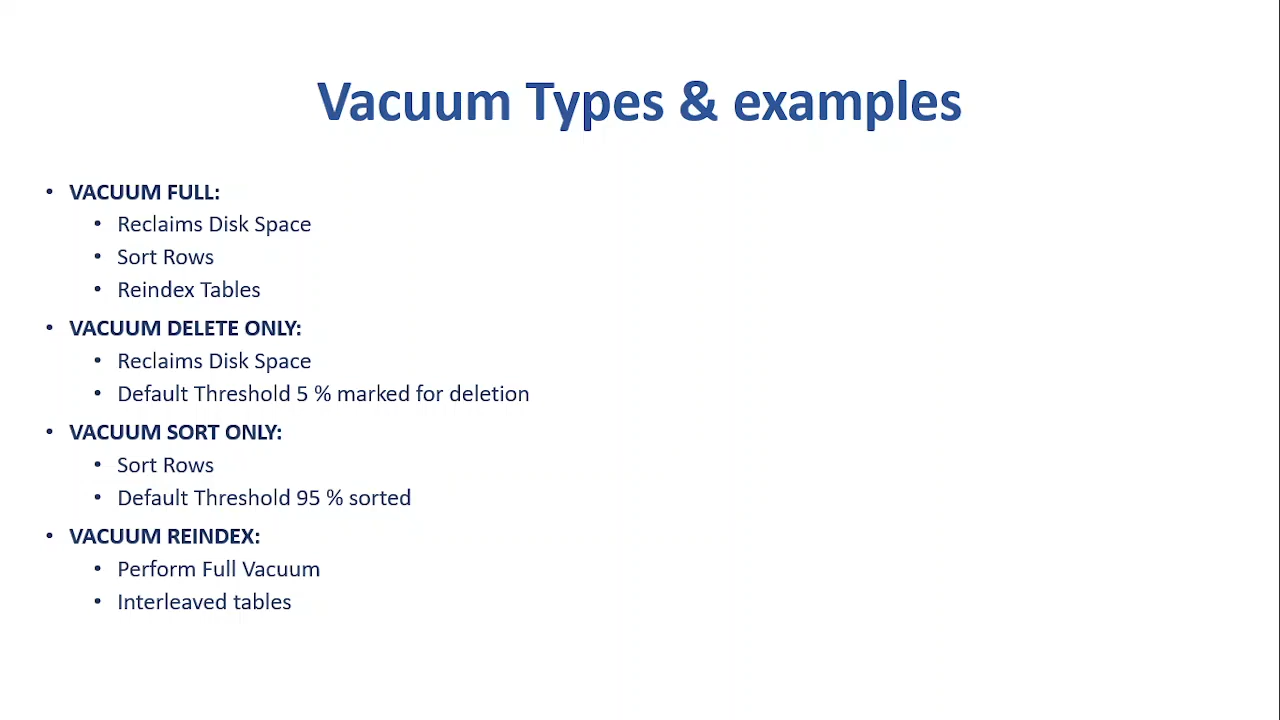 Vacuum Types & examples
• VACUUM FULL:
• Reclaims Disk Space
• Sort Rows
• Reindex Tables
• VACUUM DELETE ONLY:
• Reclaims Disk Space
• Default Threshold 5 % marked for deletion
• VACUUM SORT ONLY:
• Sort Rows
• Default Threshold 95 % sorted
• VACUUM REINDEX:
• Perform Full Vacuum
• Interleaved tables